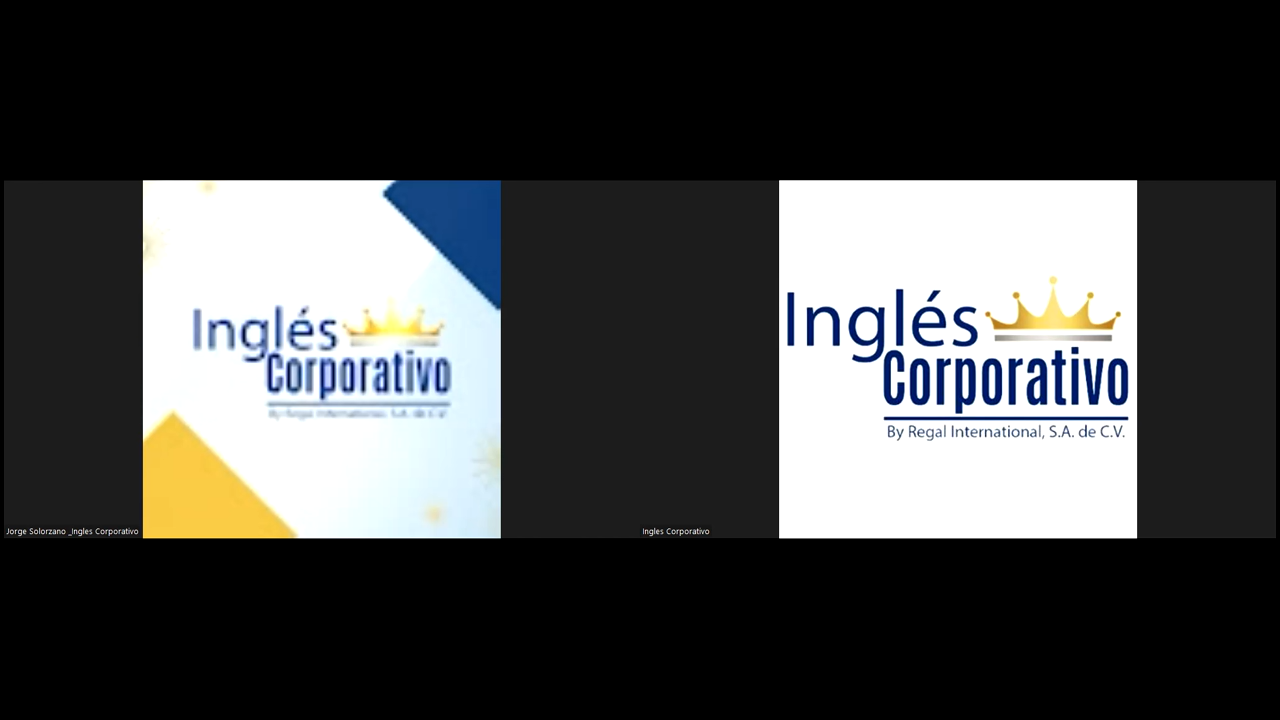 Inglés
Corporativo
By Regal International, S.A. de C.V.
Jorge Solorzano _Ingles Corporativo
Inglés
Corporativo
By Regal International, S.A. de C.V.
Ingles Corporativo